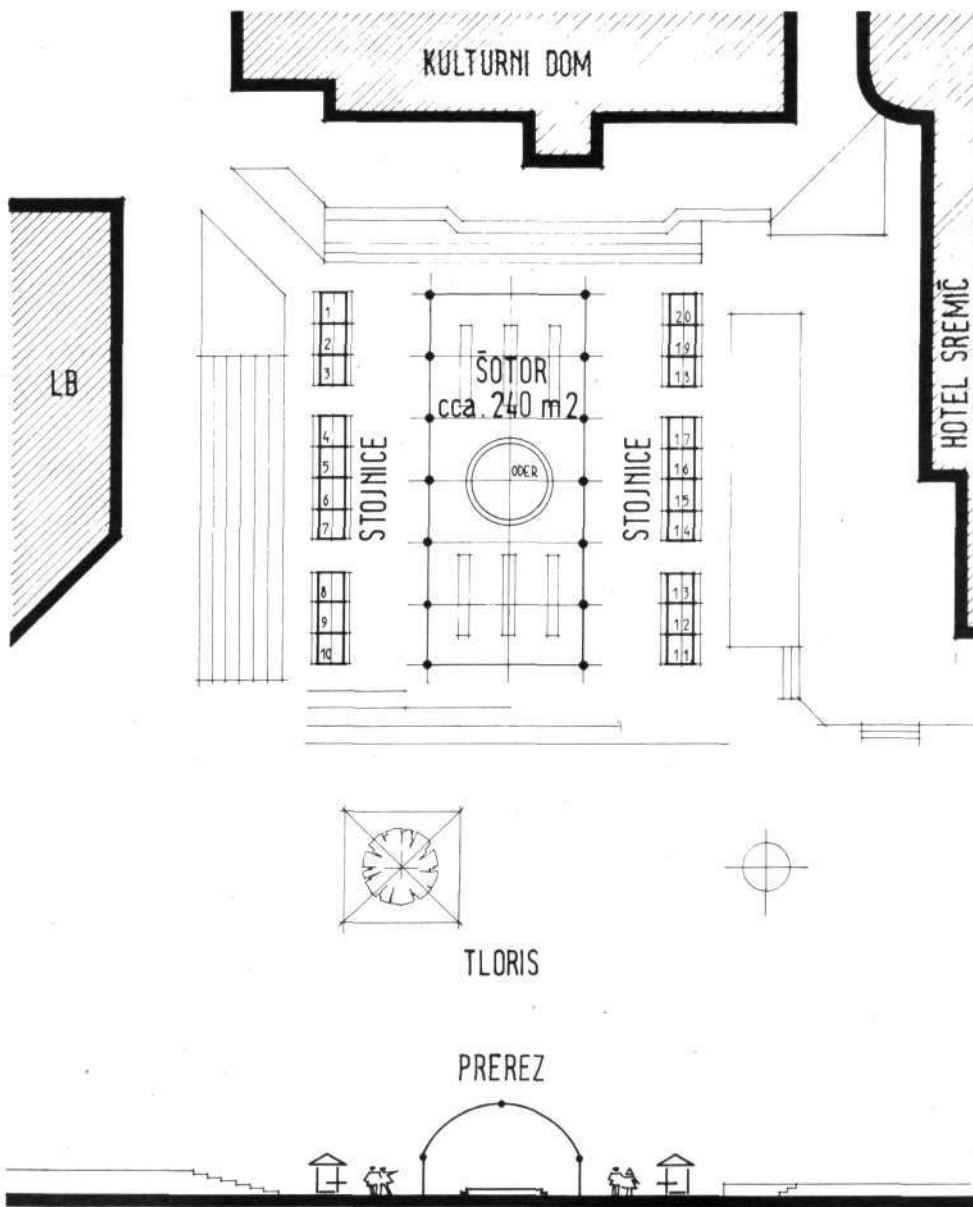 KULTURNI DOM
HOTEL SREMIČ
LB
ŠOTOR
cca. 240 m2
ODER
STOJNICE
STOJNICE
1
2
3
4
5
6
7
8
9
10
20
19
18
17
16
15
14
13
12
11
TLORIS
PREREZ